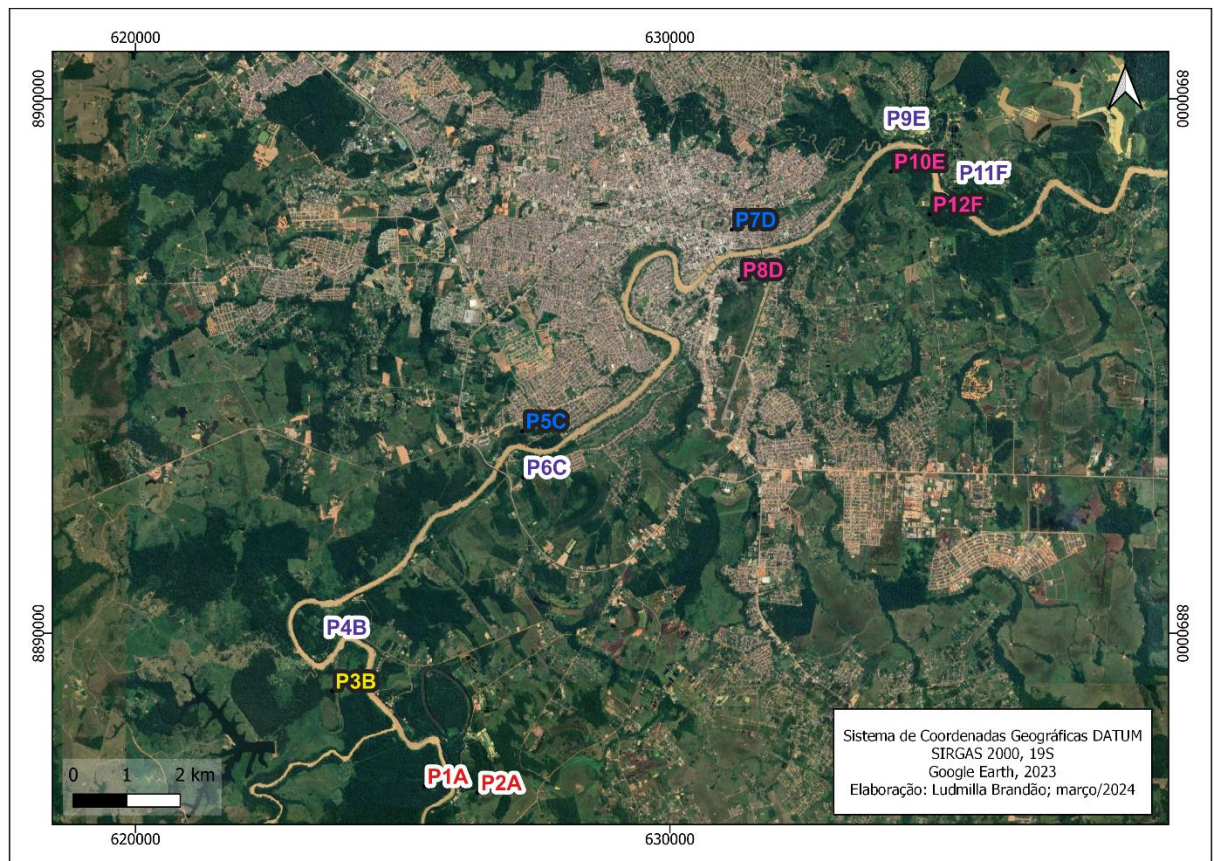 620000
630000
8900000
8900000
P9E
P10E
P11F
P12F
P7D
P8D
P5C
P6C
P4B
P3B
8890000
8890000
P1A
P2A
0 1 2 km
Sistema de Coordenadas Geográficas DATUM
SIRGAS 2000, 19S
Google Earth, 2023
Elaboração: Ludmilla Brandão; março/2024
620000
630000